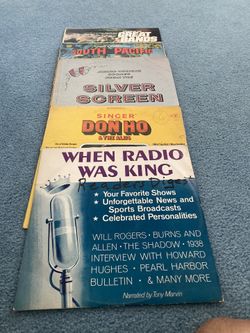 GREAT
BANDS
SOUTH PACIFIC
SILVER
SCREEN
SINGER
DON HO
& THE ALIIS
WHEN RADIO
WAS KING
★ Your Favorite Shows
★ Unforgettable News and
Sports Broadcasts
★ Celebrated Personalities
WILL ROGERS • BURNS AND
ALLEN • THE SHADOW • 1938
INTERVIEW WITH HOWARD
HUGHES • PEARL HARBOR
BULLETIN • & MANY MORE
Narrated by Tony Marvin